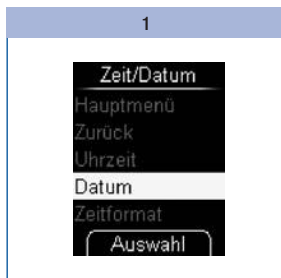 1
Zeit/Datum
Hauptmenü
Zurück
Uhrzeit
Datum
Zeitformat
Auswahl